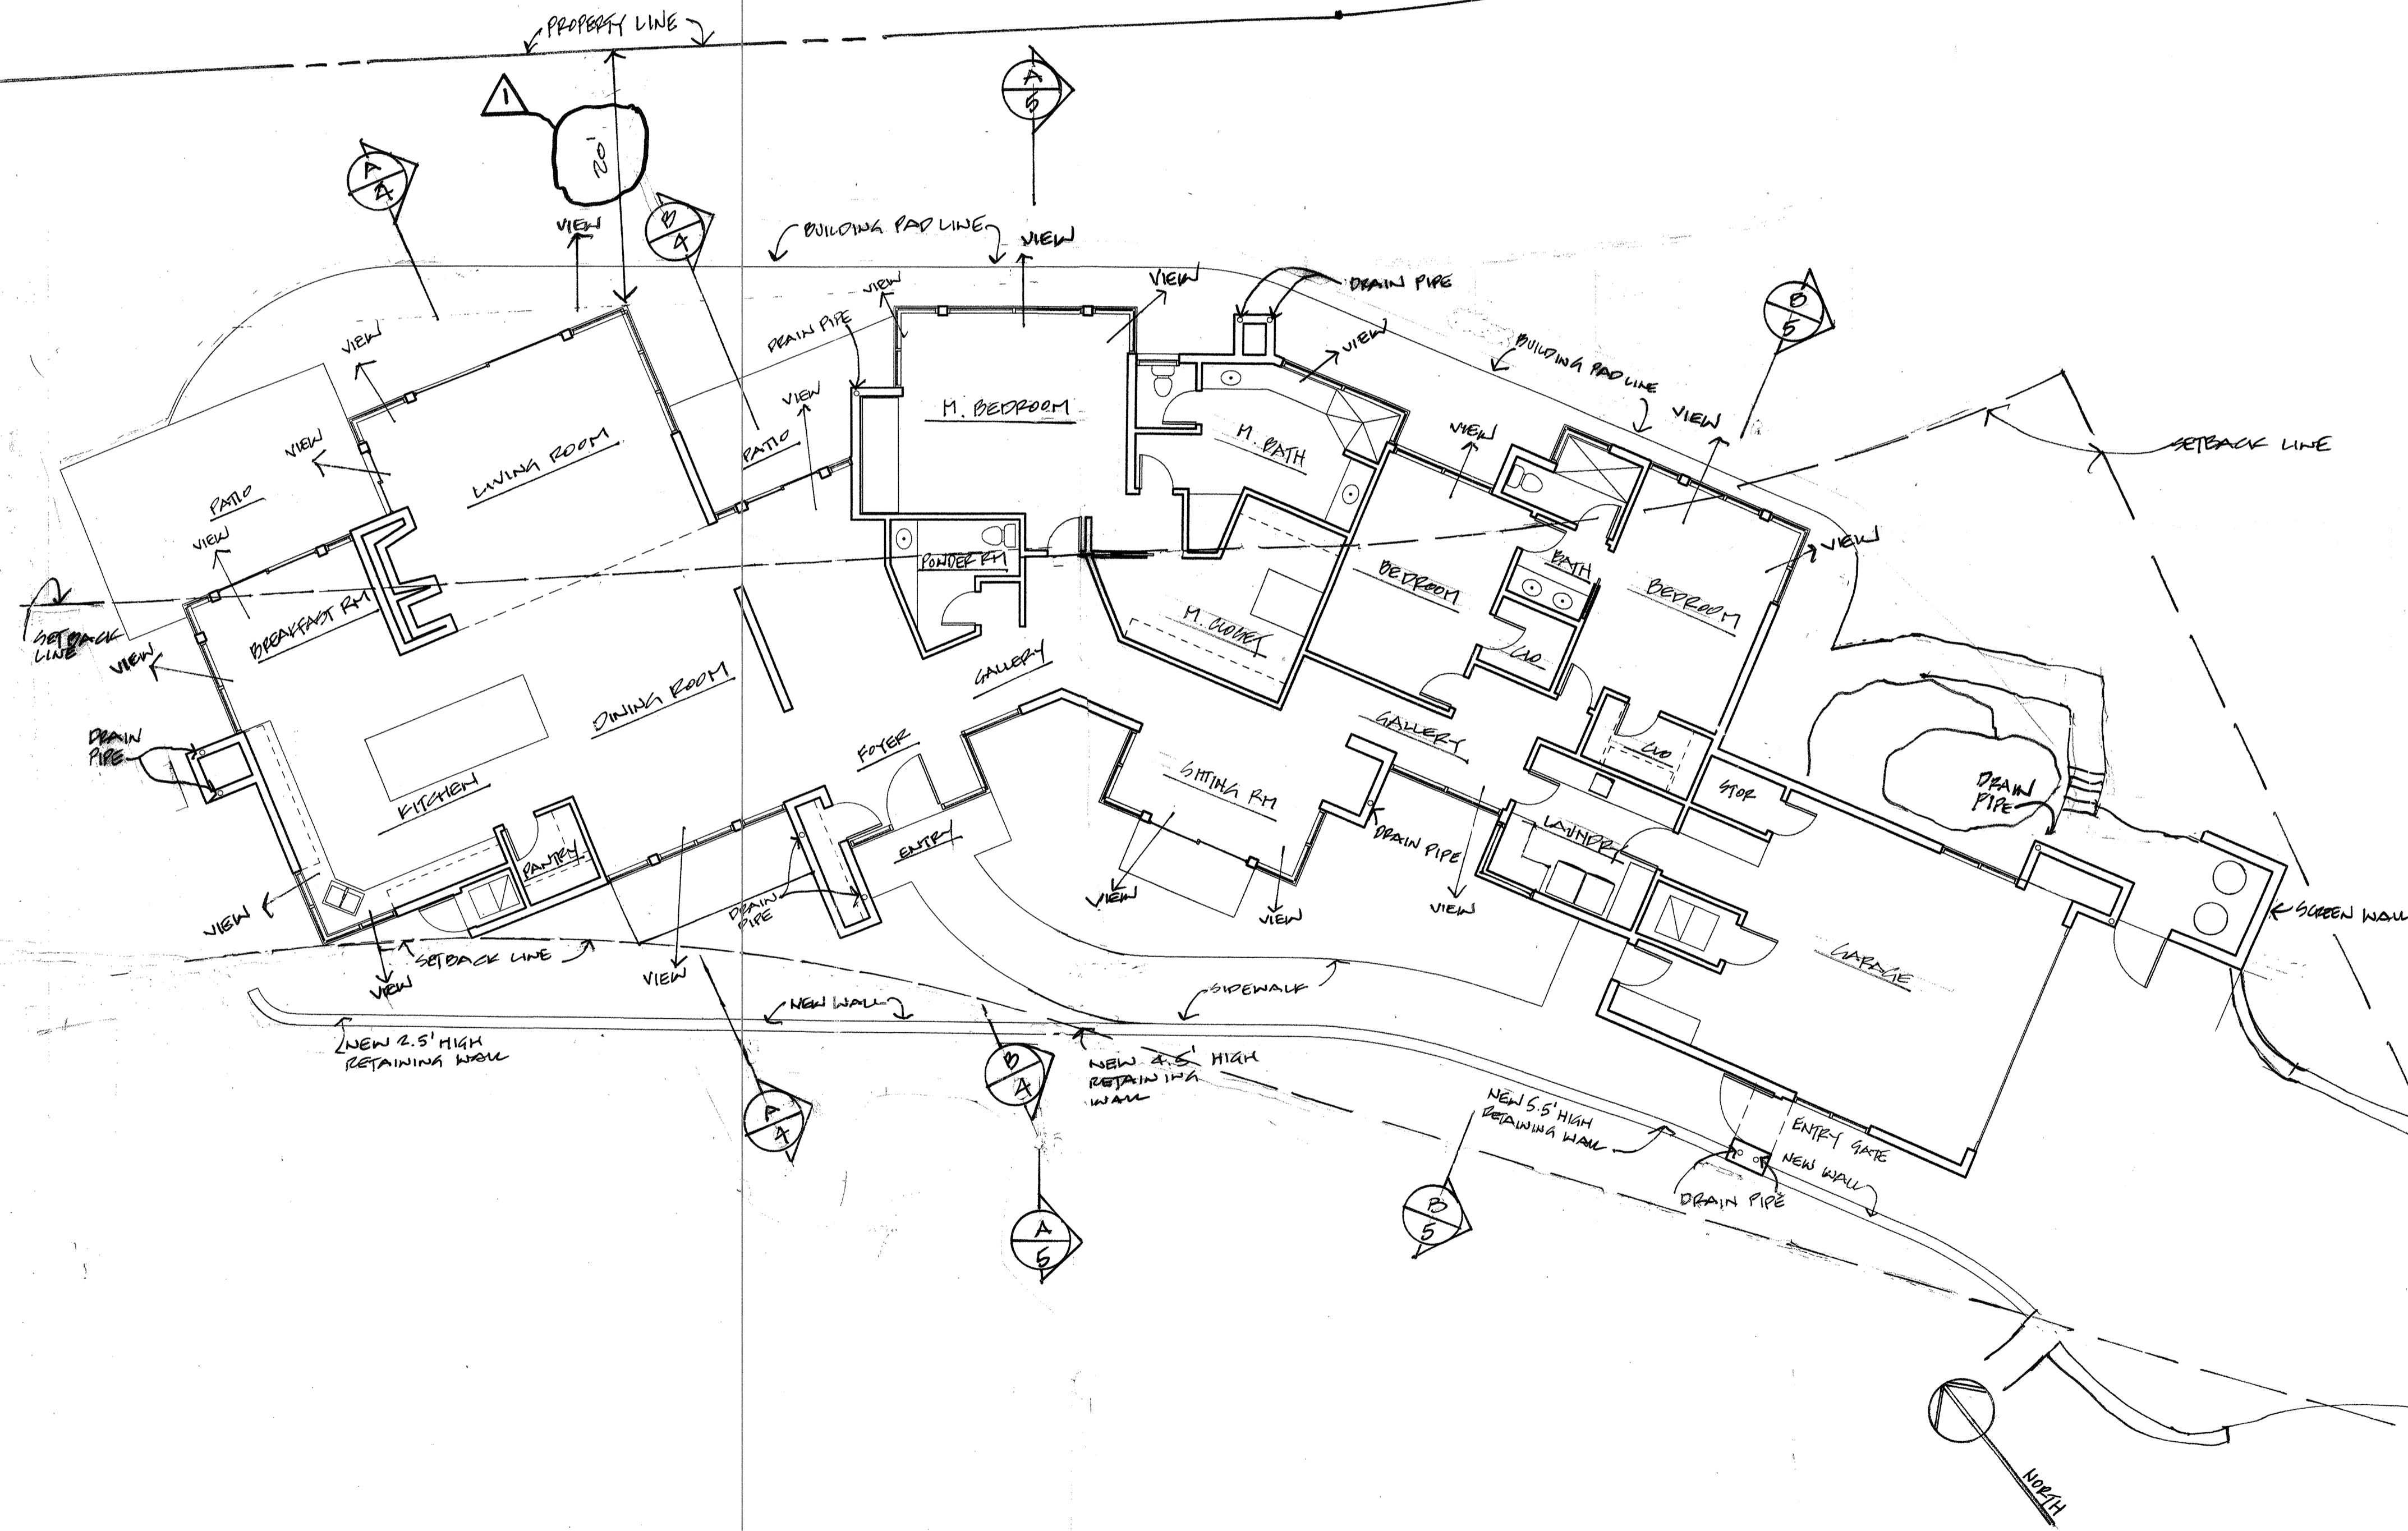 PROPERTY LINE
1
20'
A
5
A
4
B
4
VIEW
BUILDING PAD LINE
VIEW
VIEW
VIEW
DRAIN PIPE
B
5
VIEW
DRAIN PIPE
VIEW
BUILDING PAD LINE
VIEW
VIEW
VIEW
VIEW
SETBACK LINE
M. BEDROOM
M. BATH
LIVING ROOM
PATIO
PATIO
VIEW
VIEW
POWDER RM
BATH
BEDROOM
BEDROOM
BREAKFAST RM
SETBACK
LINE
VIEW
M. CLOSET
CLO
GALLERY
DINING ROOM
GALLERY
FOYER
DRAIN
PIPE
CLO
STOR
SITTING RM
KITCHEN
DRAIN
PIPE
ENTRY
DRAIN PIPE
LAUNDRY
PANTRY
VIEW
DRAIN
PIPE
VIEW
VIEW
VIEW
SCREEN WALL
SETBACK LINE
VIEW
VIEW
GARAGE
SIDEWALK
NEW WALL
NEW 2.5' HIGH
RETAINING WALL
NEW 4.5' HIGH
RETAINING
WALL
B
4
A
4
NEW 5.5' HIGH
RETAINING WALL
ENTRY GATE
NEW WALL
DRAIN PIPE
A
5
B
5
NORTH